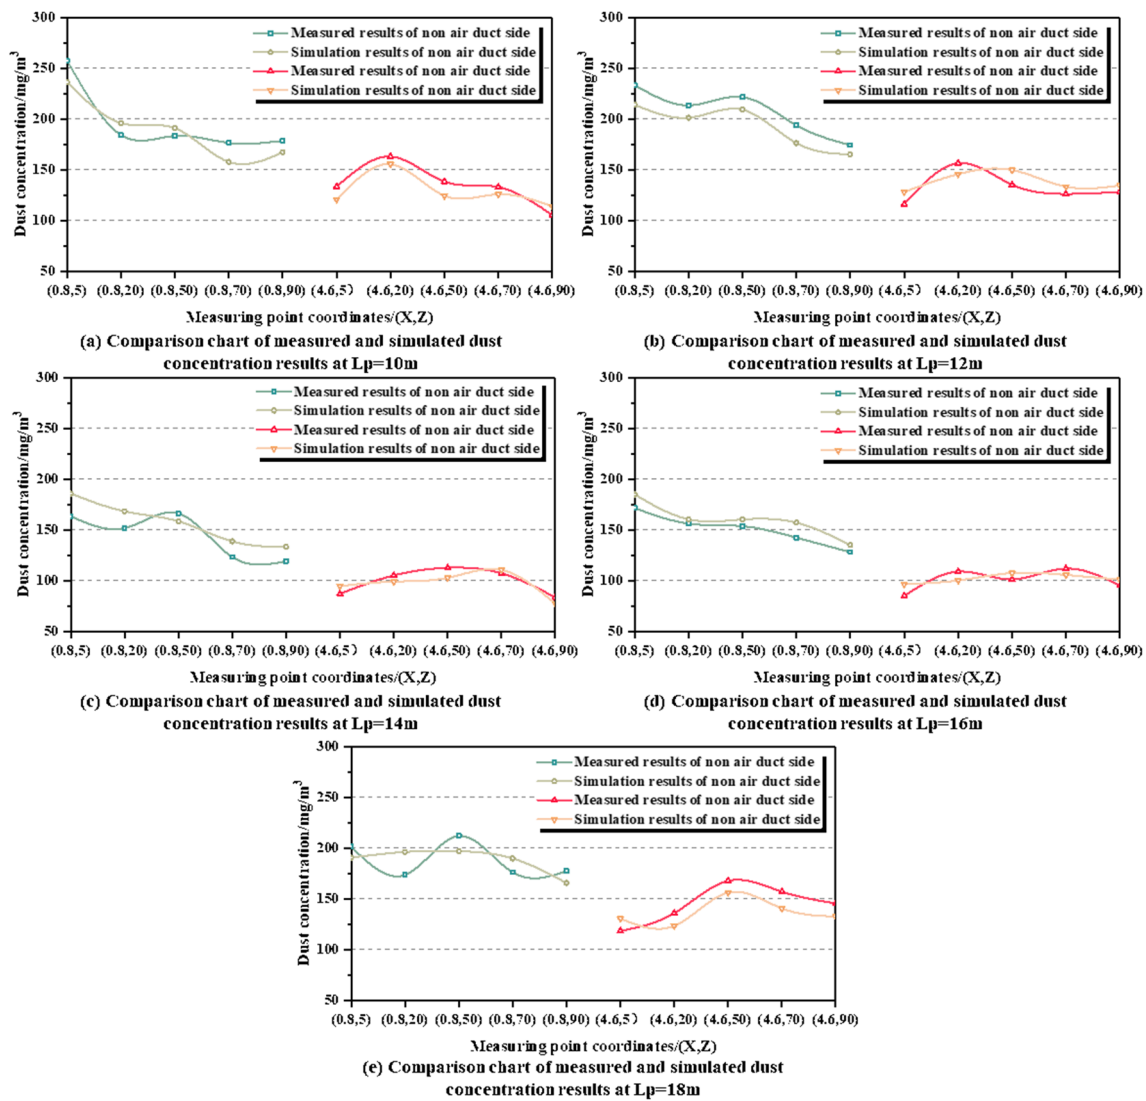 300
250
200
150
100
50
Dust concentration/mg/m³
Measured results of non air duct side
Simulation results of non air duct side
Measured results of non air duct side
Simulation results of non air duct side
(0.8,5) (0.8,20) (0.8,50) (0.8,70) (0.8,90) (4.6,5) (4.6,20) (4.6,50) (4.6,70) (4.6,90)
Measuring point coordinates/(X,Z)
(a) Comparison chart of measured and simulated dust
concentration results at Lp=10m
300
250
200
150
100
50
Dust concentration/mg/m³
Measured results of non air duct side
Simulation results of non air duct side
Measured results of non air duct side
Simulation results of non air duct side
(0.8,5) (0.8,20) (0.8,50) (0.8,70) (0.8,90) (4.6,5) (4.6,20) (4.6,50) (4.6,70) (4.6,90)
Measuring point coordinates/(X,Z)
(b) Comparison chart of measured and simulated dust
concentration results at Lp=12m
300
250
200
150
100
50
Dust concentration/mg/m³
Measured results of non air duct side
Simulation results of non air duct side
Measured results of non air duct side
Simulation results of non air duct side
(0.8,5) (0.8,20) (0.8,50) (0.8,70) (0.8,90) (4.6,5) (4.6,20) (4.6,50) (4.6,70) (4.6,90)
Measuring point coordinates/(X,Z)
(c) Comparison chart of measured and simulated dust
concentration results at Lp=14m
300
250
200
150
100
50
Dust concentration/mg/m³
Measured results of non air duct side
Simulation results of non air duct side
Measured results of non air duct side
Simulation results of non air duct side
(0.8,5) (0.8,20) (0.8,50) (0.8,70) (0.8,90) (4.6,5) (4.6,20) (4.6,50) (4.6,70) (4.6,90)
Measuring point coordinates/(X,Z)
(d) Comparison chart of measured and simulated dust
concentration results at Lp=16m
300
250
200
150
100
50
Dust concentration/mg/m³
Measured results of non air duct side
Simulation results of non air duct side
Measured results of non air duct side
Simulation results of non air duct side
(0.8,5) (0.8,20) (0.8,50) (0.8,70) (0.8,90) (4.6,5) (4.6,20) (4.6,50) (4.6,70) (4.6,90)
Measuring point coordinates/(X,Z)
(e) Comparison chart of measured and simulated dust
concentration results at Lp=18m